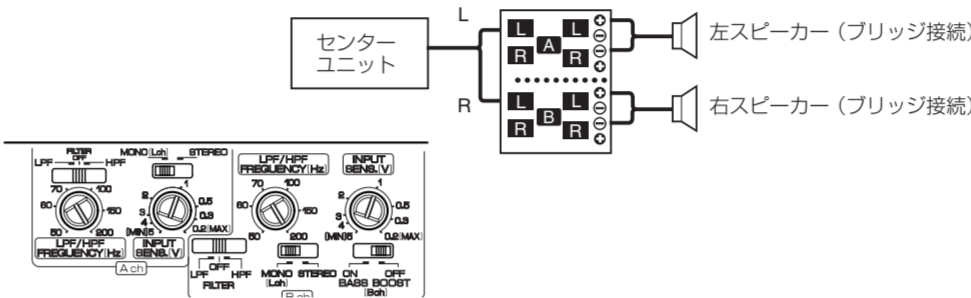 L
センター
ユニット
R
L
L
A
R
R
L
L
B
R
R
左スピーカー（ブリッジ接続）
右スピーカー（ブリッジ接続）
FILTER
LPF OFF HPF
MONO(Lch) STEREO
70 100
60 150
50 200
LPF/HPF
FREQUENCY(Hz)
1
2 0.5
3 0.3
4
(MIN)5 0.2(MAX)
INPUT
SENS.(V)
A ch
LPF/HPF
FREQUENCY(Hz)
70 100
60 150
50 200
INPUT
SENS.(V)
1
2 0.5
3 0.3
4
(MIN)5 0.2(MAX)
LPF OFF HPF
FILTER
MONO STEREO
(Lch)
ON OFF
BASS BOOST
(Bch)
B ch